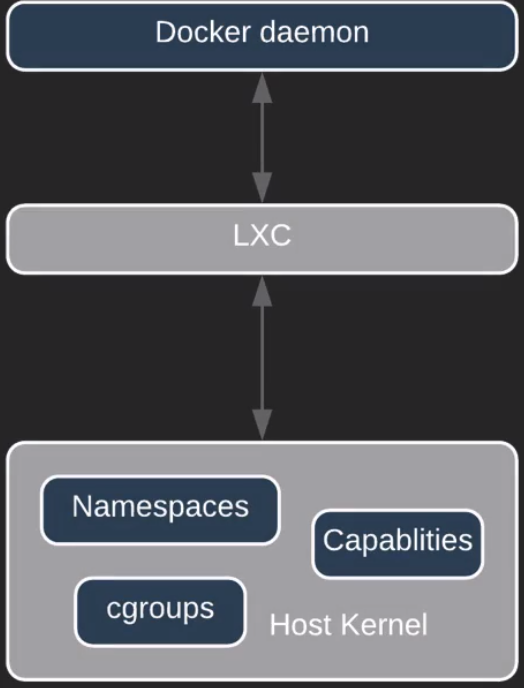 Docker daemon
LXC
Namespaces
Capablities
cgroups
Host Kernel